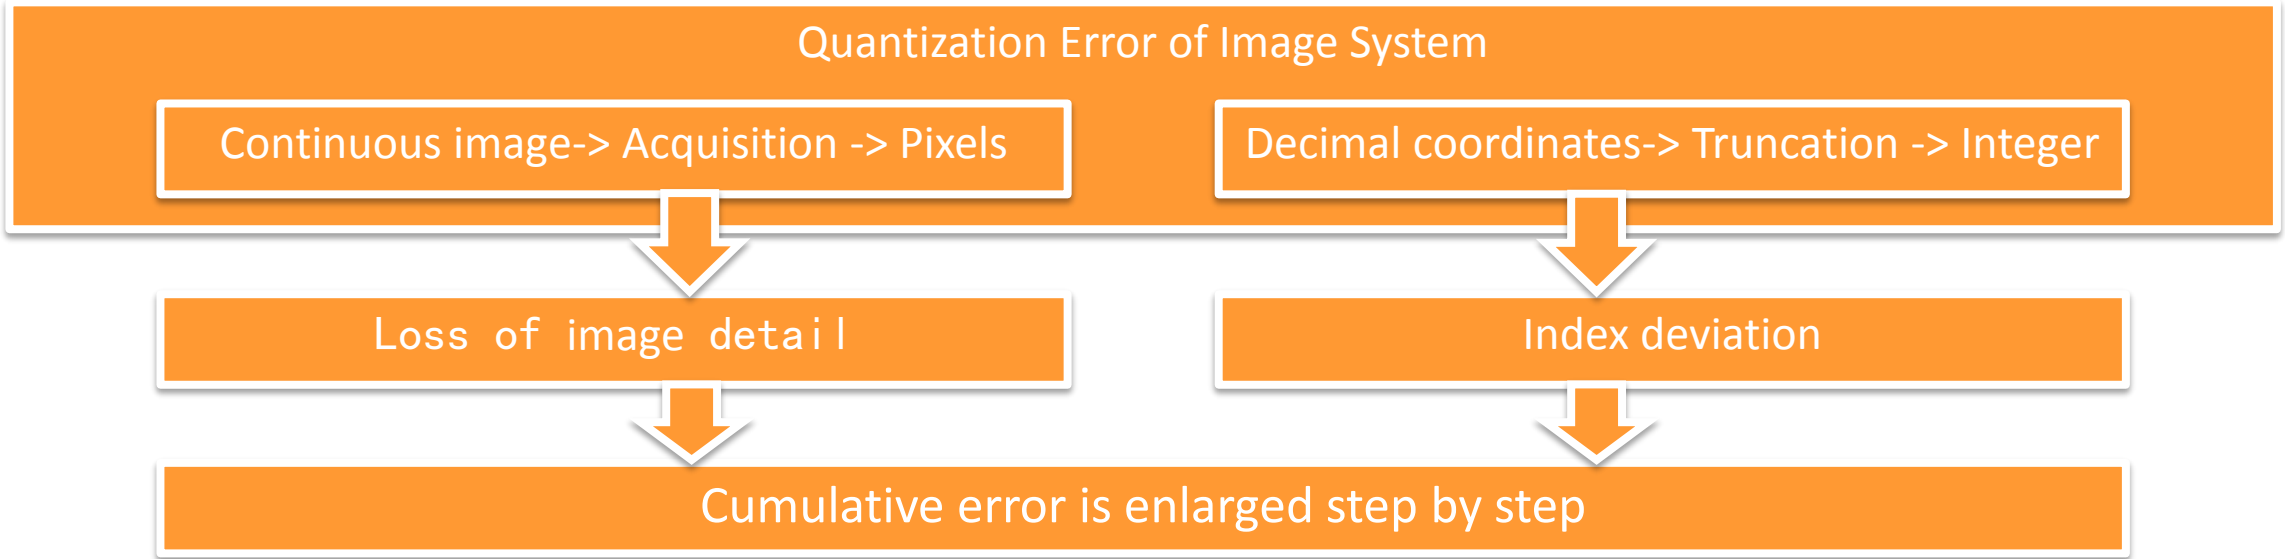 Quantization Error of Image System
Continuous image-> Acquisition -> Pixels
Decimal coordinates-> Truncation -> Integer
Loss of image detail
Index deviation
Cumulative error is enlarged step by step